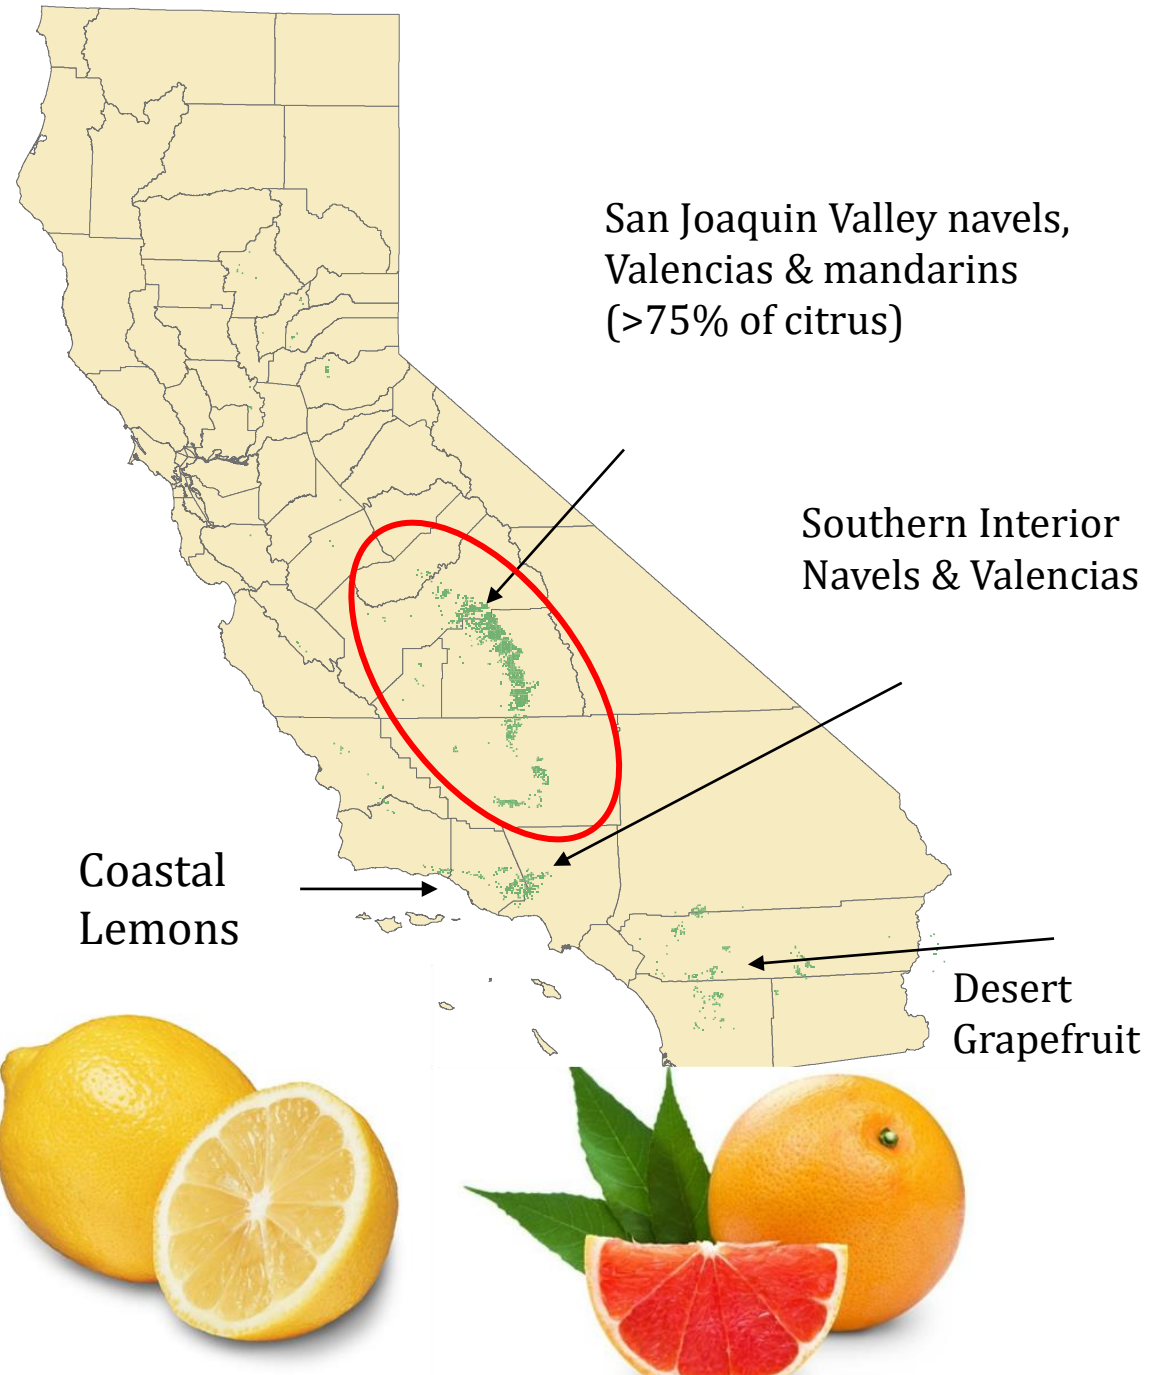 San Joaquin Valley navels,
Valencias & mandarins
(>75% of citrus)
Southern Interior
Navels & Valencias
Coastal
Lemons
Desert
Grapefruit